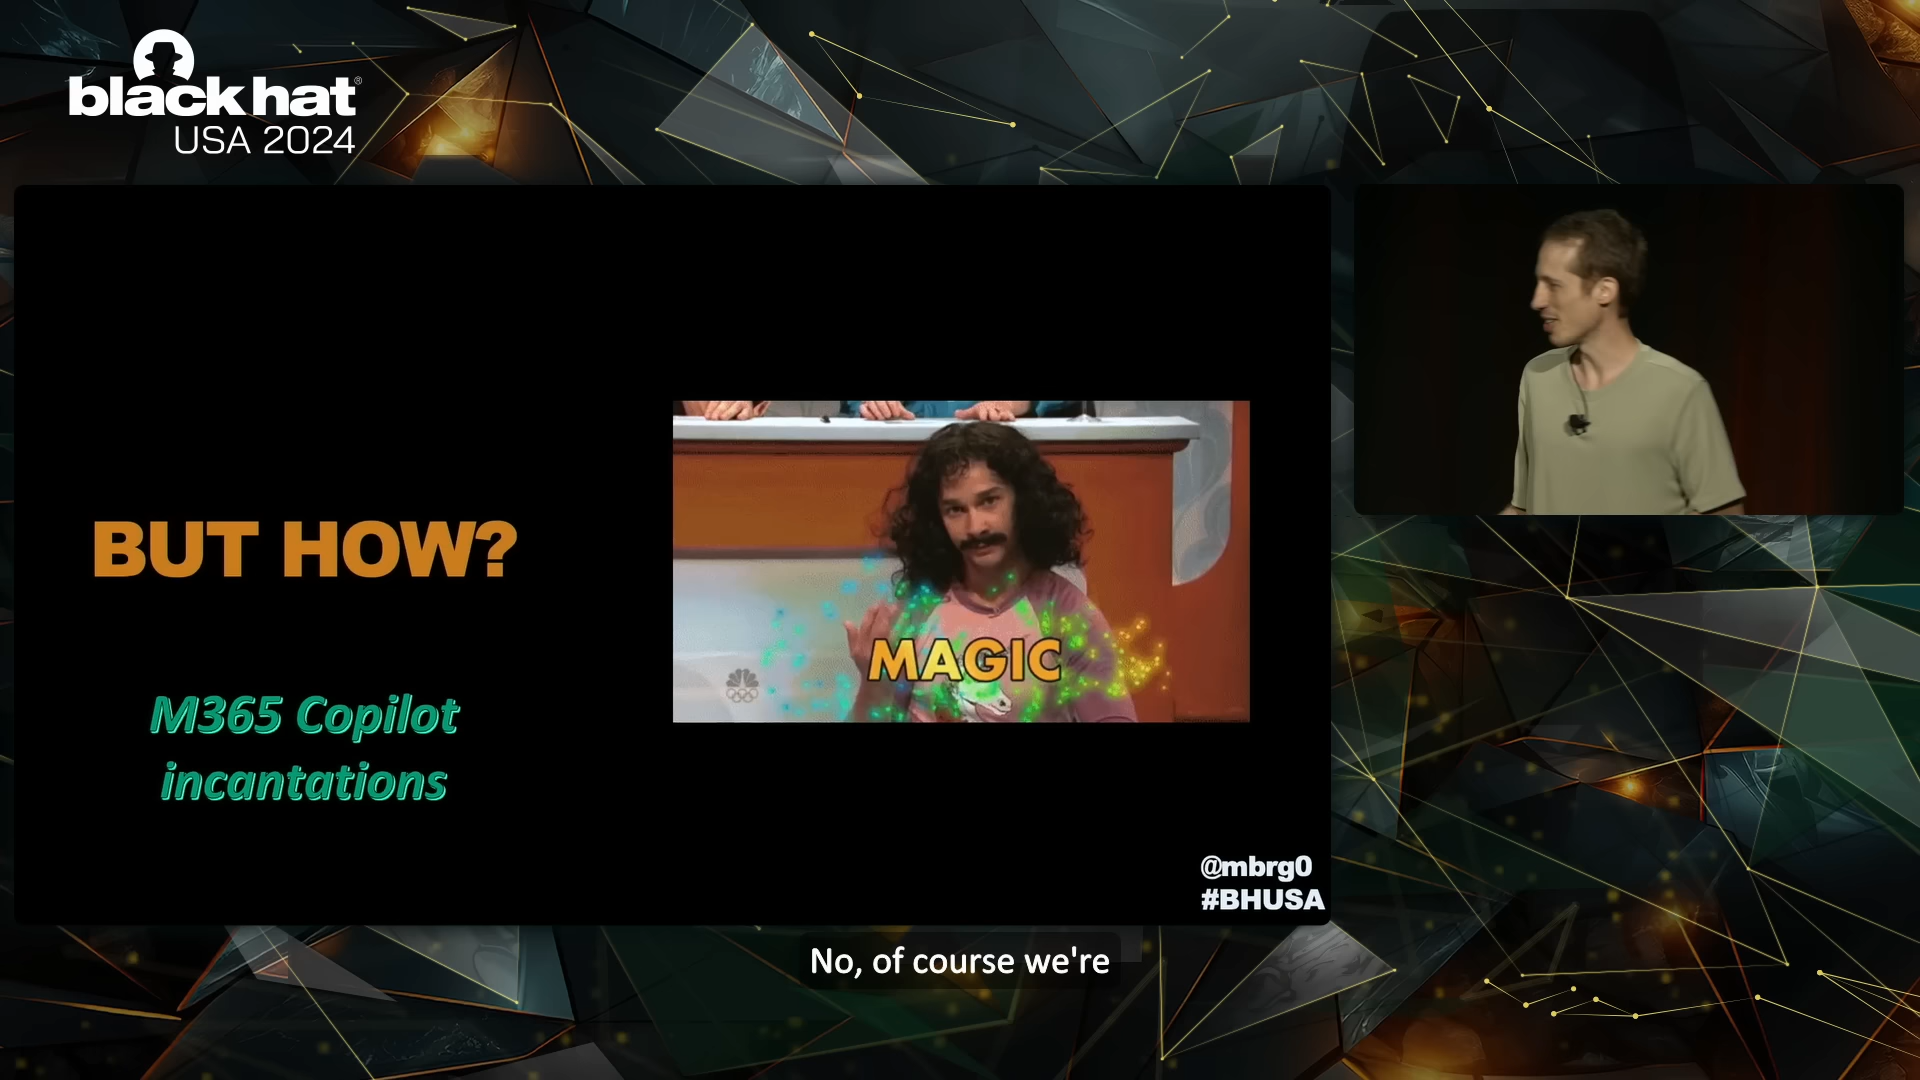 black hat®
USA 2024
BUT HOW?
M365 Copilot
incantations
MAGIC
@mbrg0
#BHUSA
No, of course we're